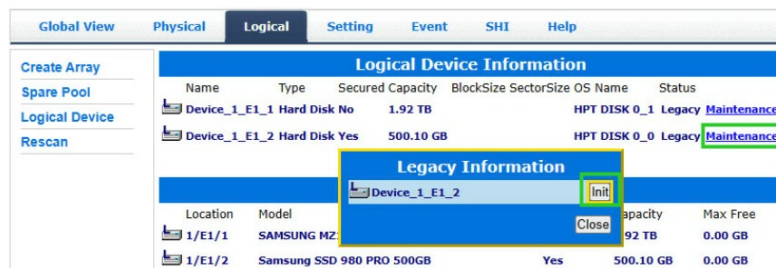 Global View Physical Logical Setting Event SHI Help
Create Array
Spare Pool
Logical Device
Rescan
Logical Device Information
Name Type Secured Capacity BlockSize SectorSize OS Name Status
Device_1_E1_1 Hard Disk No 1.92 TB HPT DISK 0_1 Legacy Maintenance
Device_1_E1_2 Hard Disk Yes 500.10 GB HPT DISK 0_0 Legacy Maintenance
Legacy Information
Device_1_E1_2 Init
Close
Location Model Max Free
1/E1/1 SAMSUNG 0.00 GB
1/E1/2 Samsung SSD 980 PRO 500GB Yes 500.10 GB 0.00 GB